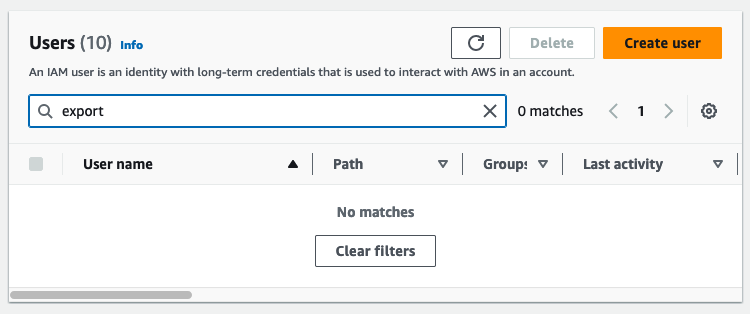 Users (10) Info
Delete
Create user
An IAM user is an identity with long-term credentials that is used to interact with AWS in an account.
export
0 matches
1
User name
Path
Groups
Last activity
No matches
Clear filters